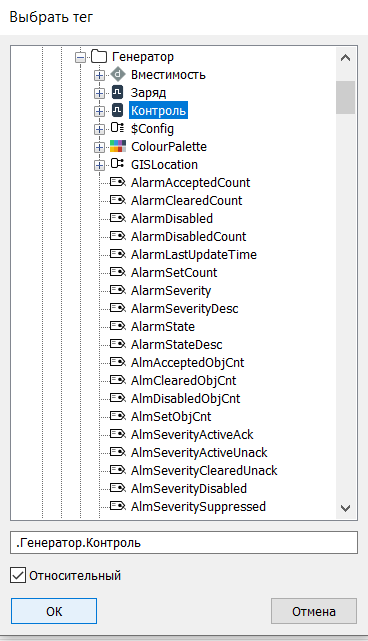 Выбрать тег
Генератор
Вместимость
Заряд
Контроль
$Config
ColourPalette
GISLocation
AlarmAcceptedCount
AlarmClearedCount
AlarmDisabled
AlarmDisabledCount
AlarmLastUpdateTime
AlarmSetCount
AlarmSeverity
AlarmSeverityDesc
AlarmState
AlarmStateDesc
AlmAcceptedObjCnt
AlmClearedObjCnt
AlmDisabledObjCnt
AlmSetObjCnt
AlmSeverityActiveAck
AlmSeverityActiveUnack
AlmSeverityClearedUnack
AlmSeverityDisabled
AlmSeveritySuppressed
.Генератор.Контроль
Относительный
ОК Отмена